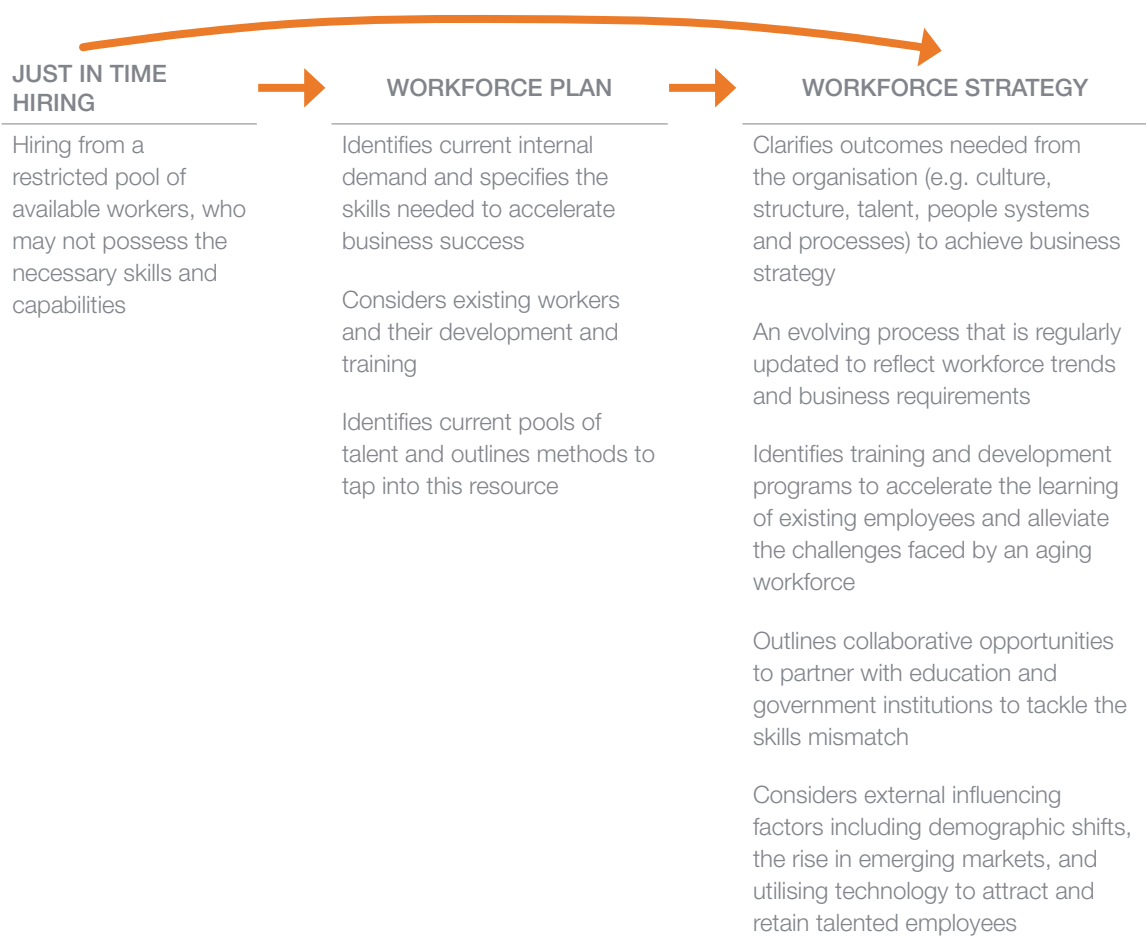 JUST IN TIME
HIRING
Hiring from a
restricted pool of
available workers, who
may not possess the
necessary skills and
capabilities
WORKFORCE PLAN
Identifies current internal
demand and specifies the
skills needed to accelerate
business success
Considers existing workers
and their development and
training
Identifies current pools of
talent and outlines methods to
tap into this resource
WORKFORCE STRATEGY
Clarifies outcomes needed from
the organisation (e.g. culture,
structure, talent, people systems
and processes) to achieve business
strategy
An evolving process that is regularly
updated to reflect workforce trends
and business requirements
Identifies training and development
programs to accelerate the learning
of existing employees and alleviate
the challenges faced by an aging
workforce
Outlines collaborative opportunities
to partner with education and
government institutions to tackle the
skills mismatch
Considers external influencing
factors including demographic shifts,
the rise in emerging markets, and
utilising technology to attract and
retain talented employees